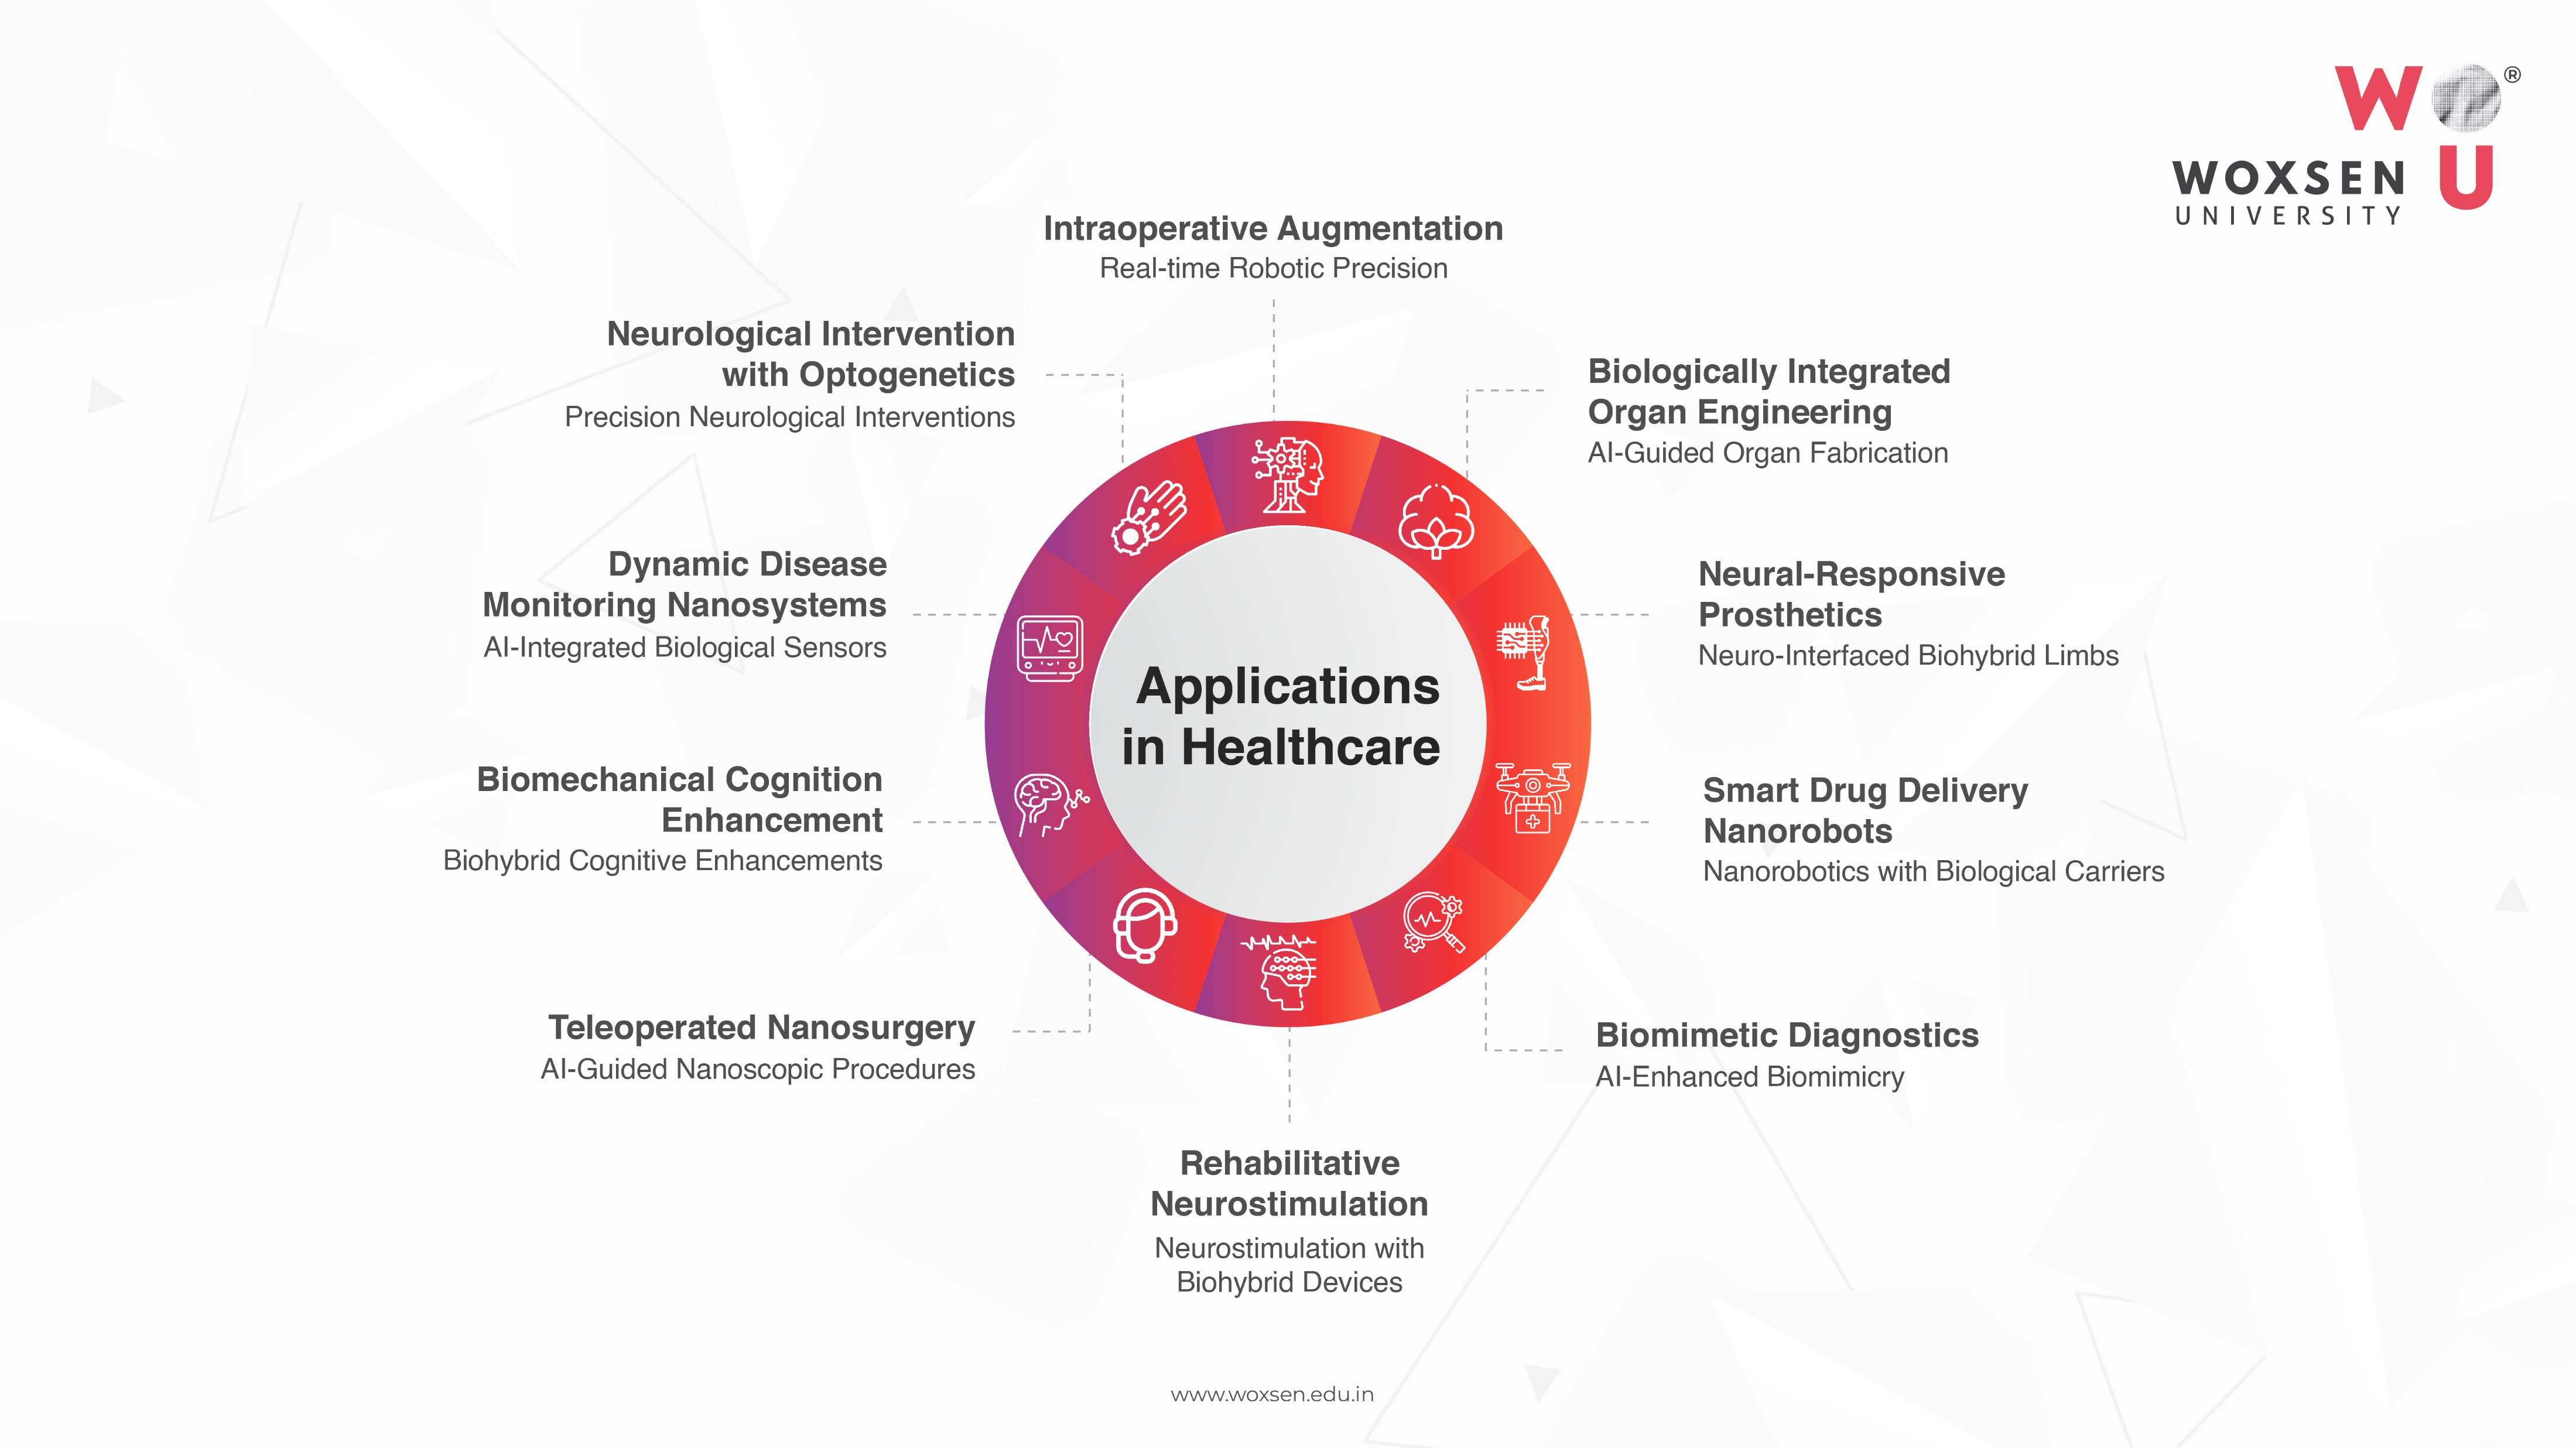 W ®
WOXSEN U
UNIVERSITY
Intraoperative Augmentation
Real-time Robotic Precision
Neurological Intervention
with Optogenetics
Precision Neurological Interventions
Biologically Integrated
Organ Engineering
AI-Guided Organ Fabrication
Dynamic Disease
Monitoring Nanosystems
AI-Integrated Biological Sensors
Neural-Responsive
Prosthetics
Neuro-Interfaced Biohybrid Limbs
Applications
in Healthcare
Biomechanical Cognition
Enhancement
Biohybrid Cognitive Enhancements
Smart Drug Delivery
Nanorobots
Nanorobotics with Biological Carriers
Teleoperated Nanosurgery
AI-Guided Nanoscopic Procedures
Biomimetic Diagnostics
AI-Enhanced Biomimicry
Rehabilitative
Neurostimulation
Neurostimulation with
Biohybrid Devices
www.woxsen.edu.in